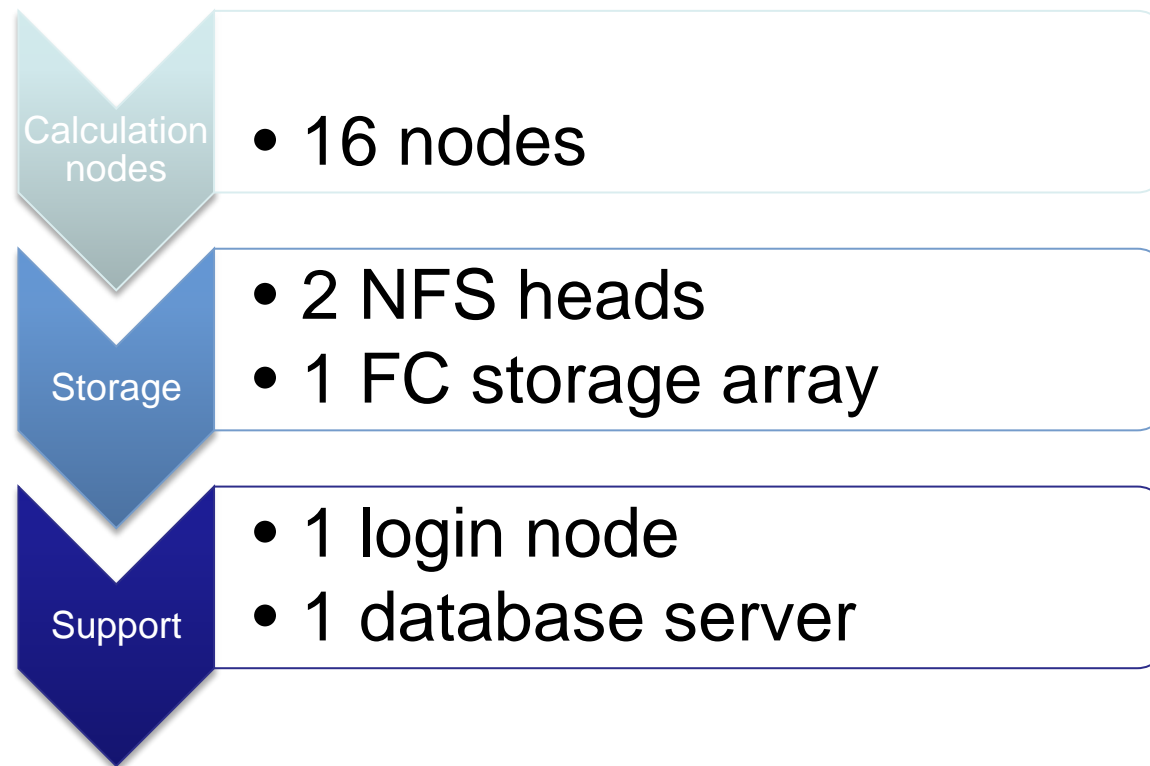 Calculation
nodes
• 16 nodes
Storage
• 2 NFS heads
• 1 FC storage array
Support
• 1 login node
• 1 database server